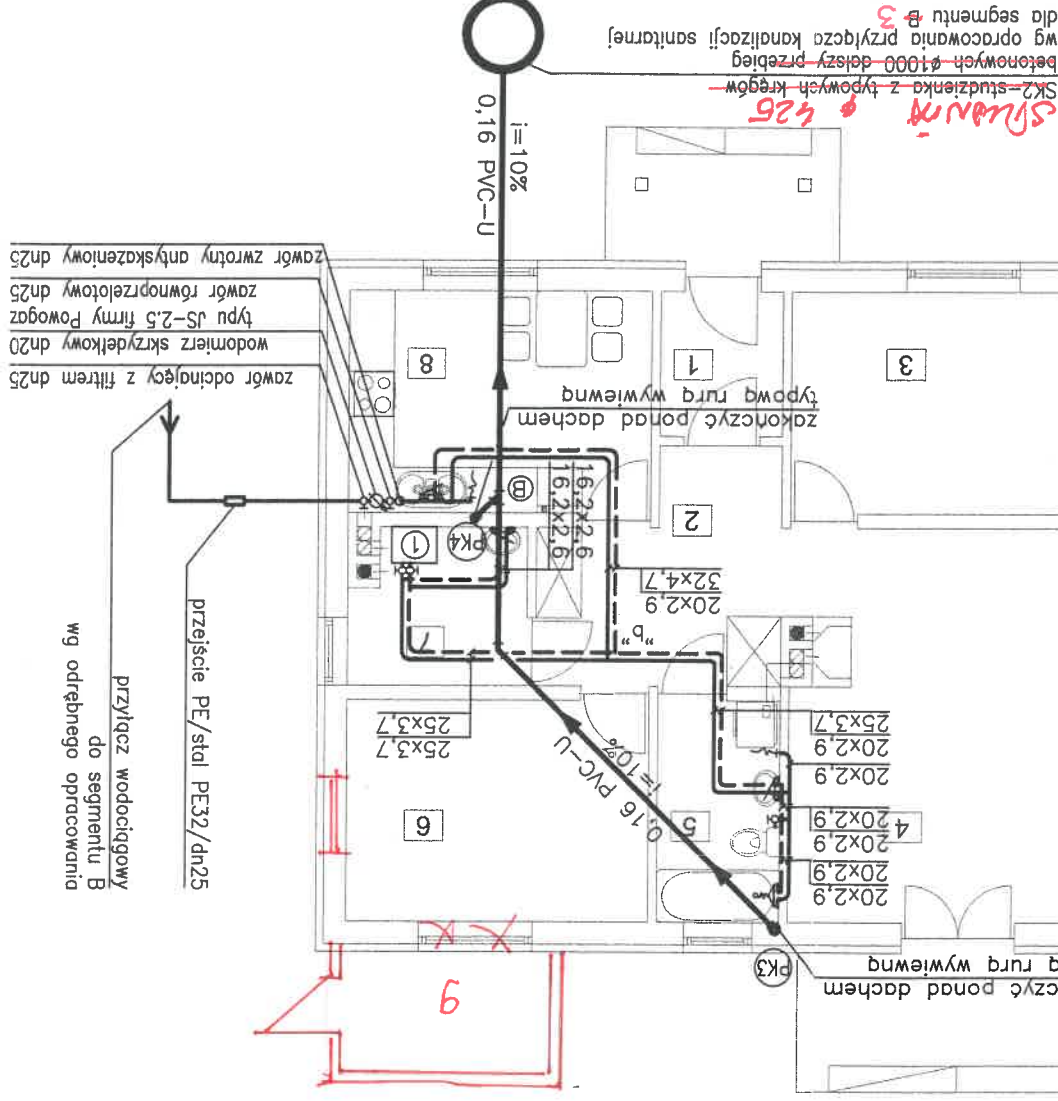 kończyć ponad dachem
ą rurą wywiewną
PK3
9
20x2,9
20x2,9
20x2,9
20x2,9
20x2,9
20x2,9
25x3,7
4
5
6
0,16 PVC-U
i=10%
25x3,7
25x3,7
"b"
7
20x2,9
32x4,7
16,2x2,6
16,2x2,6
1
PK4
B
2
zakończyć ponad dachem
typową rurą wywiewną
3
1
8
przejście PE/stal PE32/dn25
przyłącz wodociągowy
do segmentu B
wg odrębnego opracowania
zawór odcinający z filtrem dn25
wodomierz skrzydełkowy dn20
typu JS-2.5 firmy Powogaz
zawór równoprzelotowy dn25
zawór zwrotny antyskażeniowy dn25
i=10%
0,16 PVC-U
studnia ø 425
SK2-studzienka z typowych kręgów
betonowych ø1000 dalszy przebieg
wg opracowania przyłącza kanalizacji sanitarnej
dla segmentu B 3